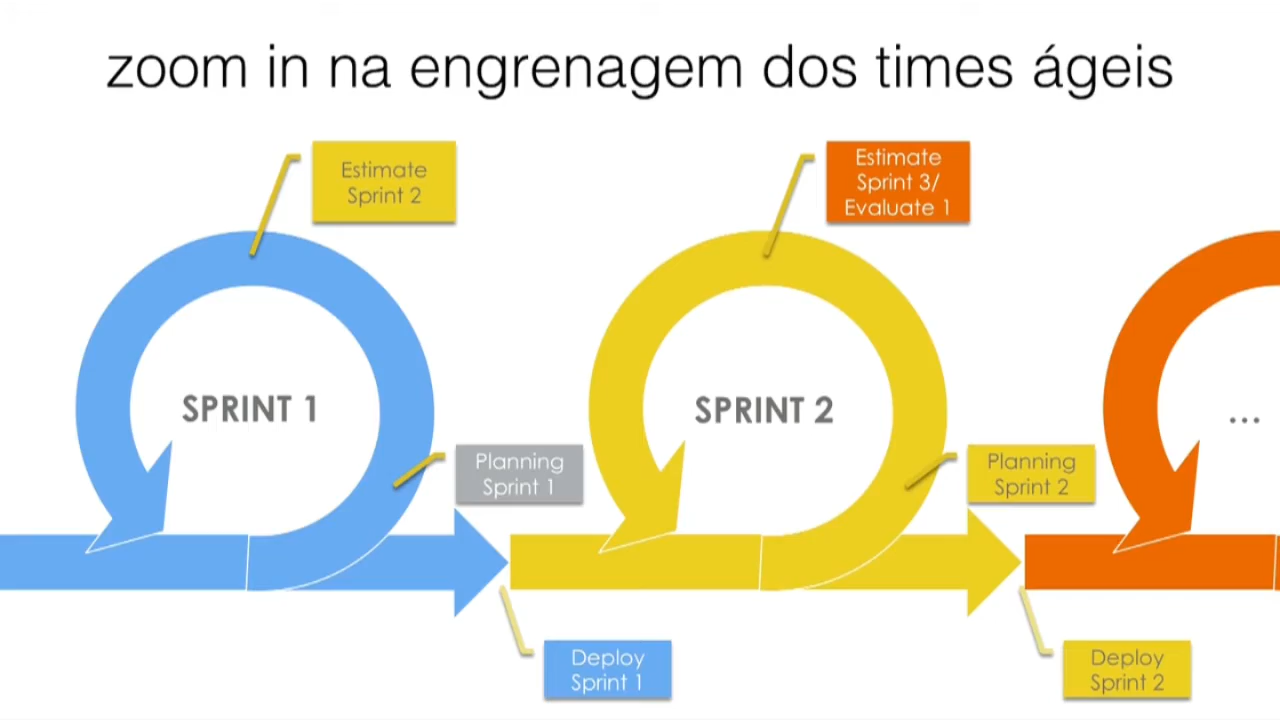 zoom in na engrenagem dos times ágeis
Estimate
Sprint 2
Estimate
Sprint 3/
Evaluate 1
SPRINT 1
SPRINT 2
...
Planning
Sprint 1
Planning
Sprint 2
Deploy
Sprint 1
Deploy
Sprint 2